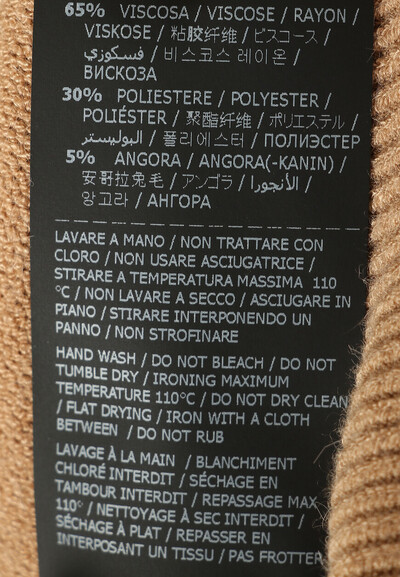 65% VISCOSA / VISCOSE / RAYON /
VISKOSE / 粘胶纤维 / ビスコース /
فسكوزي / 비스코스 레이온 /
ВИСКОЗА
30% POLIESTERE / POLYESTER /
POLIÉSTER / 聚酯纤维 / ポリエステル /
البوليستر / 폴리에스터 / ПОЛИЭСТЕР
5% ANGORA / ANGORA(-KANIN) /
安哥拉兔毛 / アンゴラ / الأنجورا /
앙고라 / АНГОРА
LAVARE A MANO / NON TRATTARE CON
CLORO / NON USARE ASCIUGATRICE /
STIRARE A TEMPERATURA MASSIMA 110
°C / NON LAVARE A SECCO / ASCIUGARE IN
PIANO / STIRARE INTERPONENDO UN
PANNO / NON STROFINARE
HAND WASH / DO NOT BLEACH / DO NOT
TUMBLE DRY / IRONING MAXIMUM
TEMPERATURE 110°C / DO NOT DRY CLEAN
/ FLAT DRYING / IRON WITH A CLOTH
BETWEEN / DO NOT RUB
LAVAGE À LA MAIN / BLANCHIMENT
CHLORÉ INTERDIT / SÉCHAGE EN
TAMBOUR INTERDIT / REPASSAGE MAX
110° / NETTOYAGE À SEC INTERDIT /
SÉCHAGE À PLAT / REPASSER EN
INTERPOSANT UN TISSU / PAS FROTTER